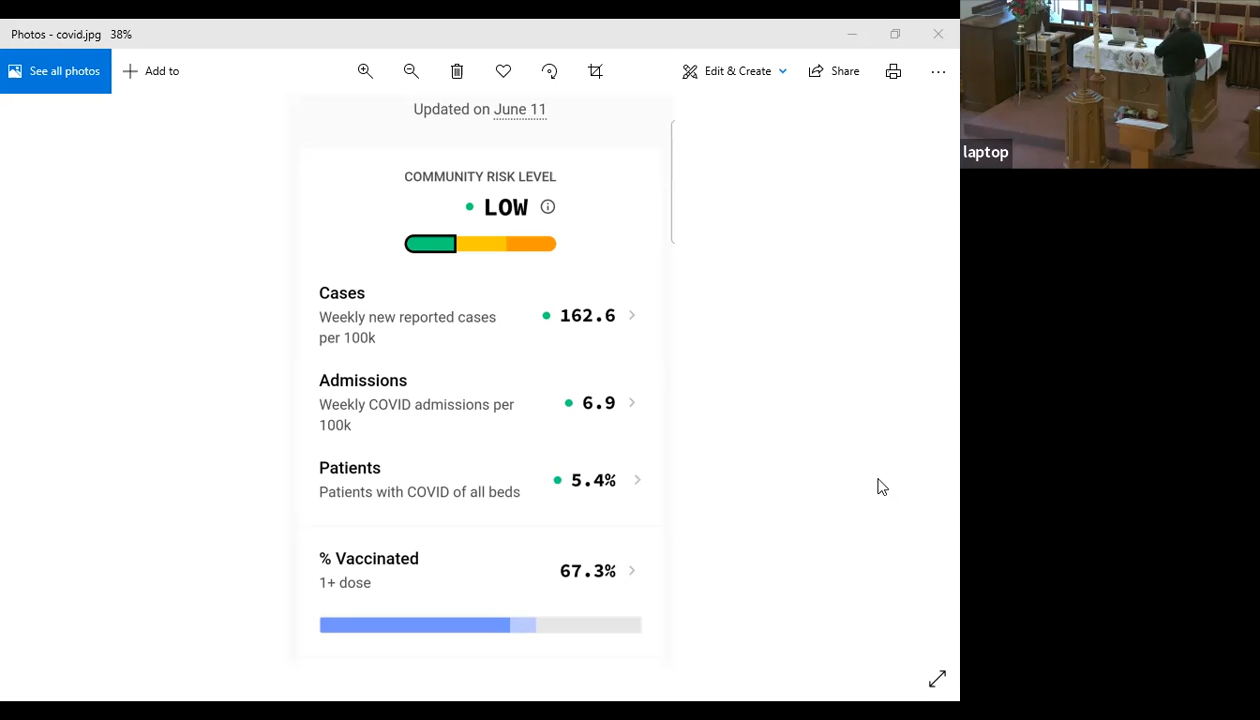 Photos - covid.jpg 38%
See all photos
Add to
Edit & Create
Share
Updated on June 11
COMMUNITY RISK LEVEL
LOW
Cases
Weekly new reported cases
per 100k
162.6
Admissions
Weekly COVID admissions per
100k
6.9
Patients
Patients with COVID of all beds
5.4%
% Vaccinated
1+ dose
67.3%
laptop